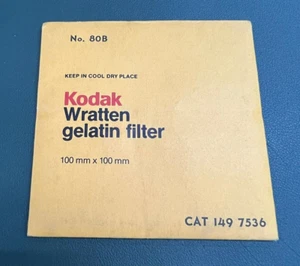 No. 80B
KEEP IN COOL DRY PLACE
Kodak
Wratten
gelatin filter
100 mm x 100 mm
CAT 149 7536